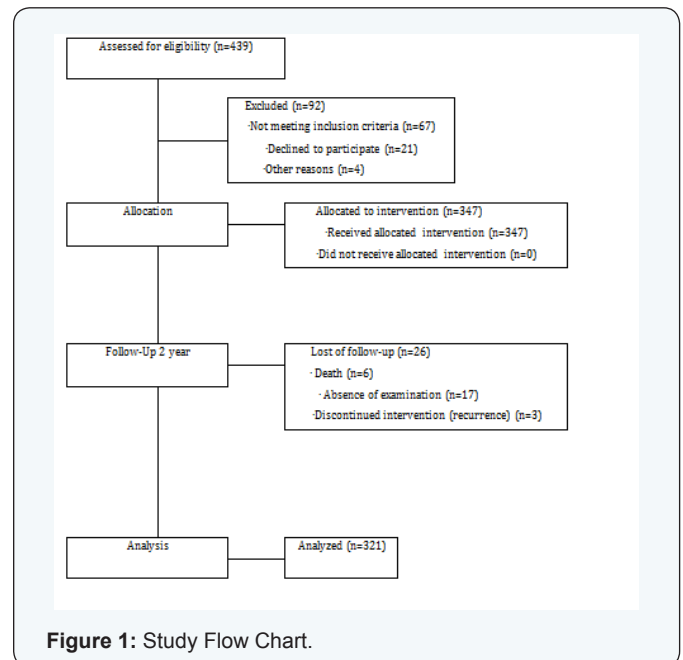 Assessed for eligibility (n=439)
Excluded (n=92)
·Not meeting inclusion criteria (n=67)
·Declined to participate (n=21)
·Other reasons (n=4)
Allocation
Allocated to intervention (n=347)
·Received allocated intervention (n=347)
·Did not receive allocated intervention (n=0)
Follow-Up 2 year
Lost of follow-up (n=26)
· Death (n=6)
· Absence of examination (n=17)
·Discontinued intervention (recurrence) (n=3)
Analysis
Analyzed (n=321)
Figure 1: Study Flow Chart.